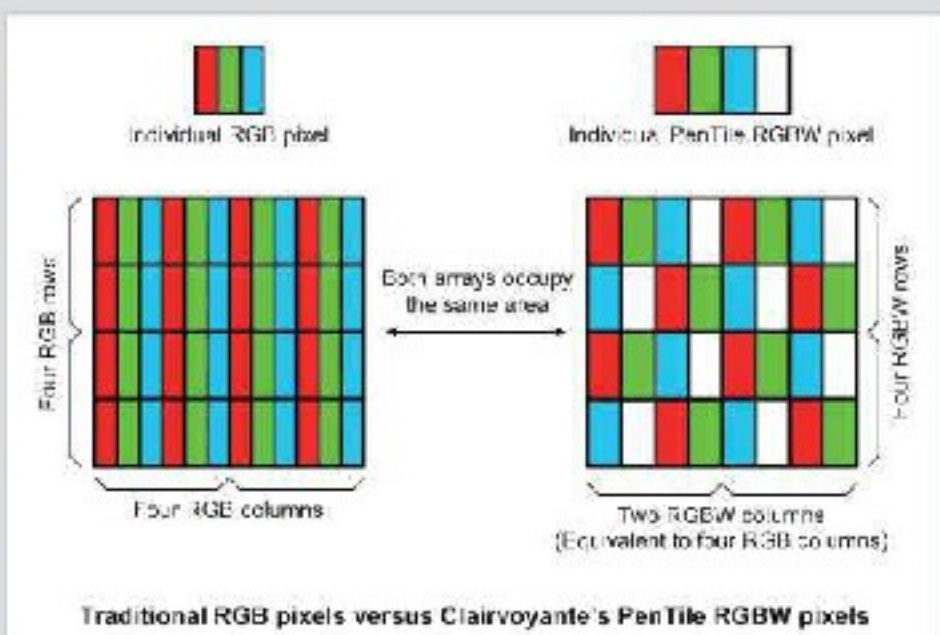 Individual RGB pixel
Individual PenTile RGBW pixel
Four RGB rows
Both arrays occupy
the same area
Four RGBW rows
Four RGB columns
Two RGBW columns
(Equivalent to four RGB columns)
Traditional RGB pixels versus Clairvoyante's PenTile RGBW pixels